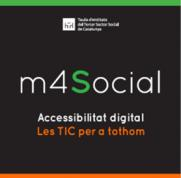 Taula d'entitats
del Tercer Sector Social
de Catalunya
m4Social
Accessibilitat digital
Les TIC per a tothom